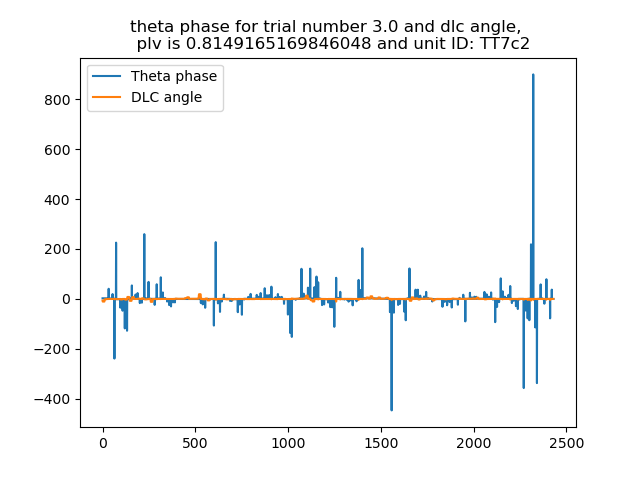 theta phase for trial number 3.0 and dlc angle,
plv is 0.8149165169846048 and unit ID: TT7c2
Theta phase
DLC angle
800
600
400
200
0
−200
−400
0 500 1000 1500 2000 2500